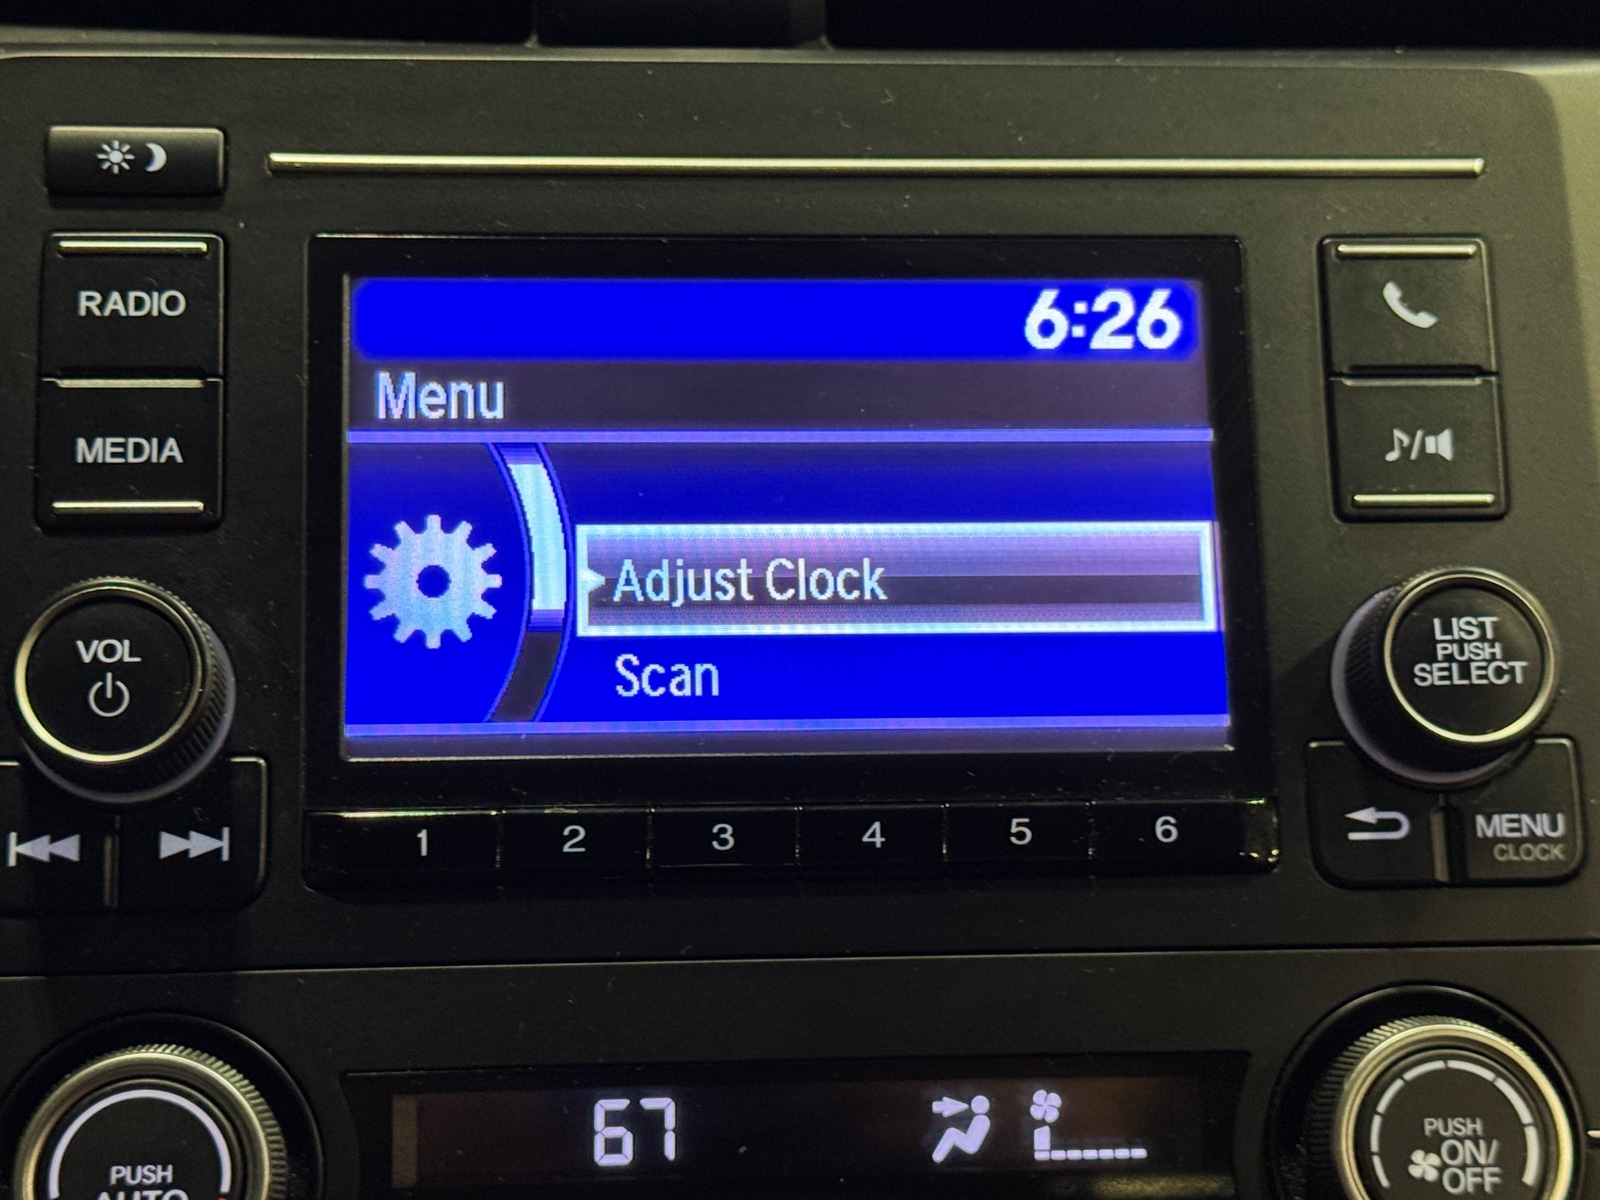 6:26
RADIO
Menu
MEDIA
Adjust Clock
VOL
LIST
PUSH
SELECT
Scan
1 2 3 4 5 6
MENU
CLOCK
67
PUSH
AUTO
PUSH
ON/
OFF